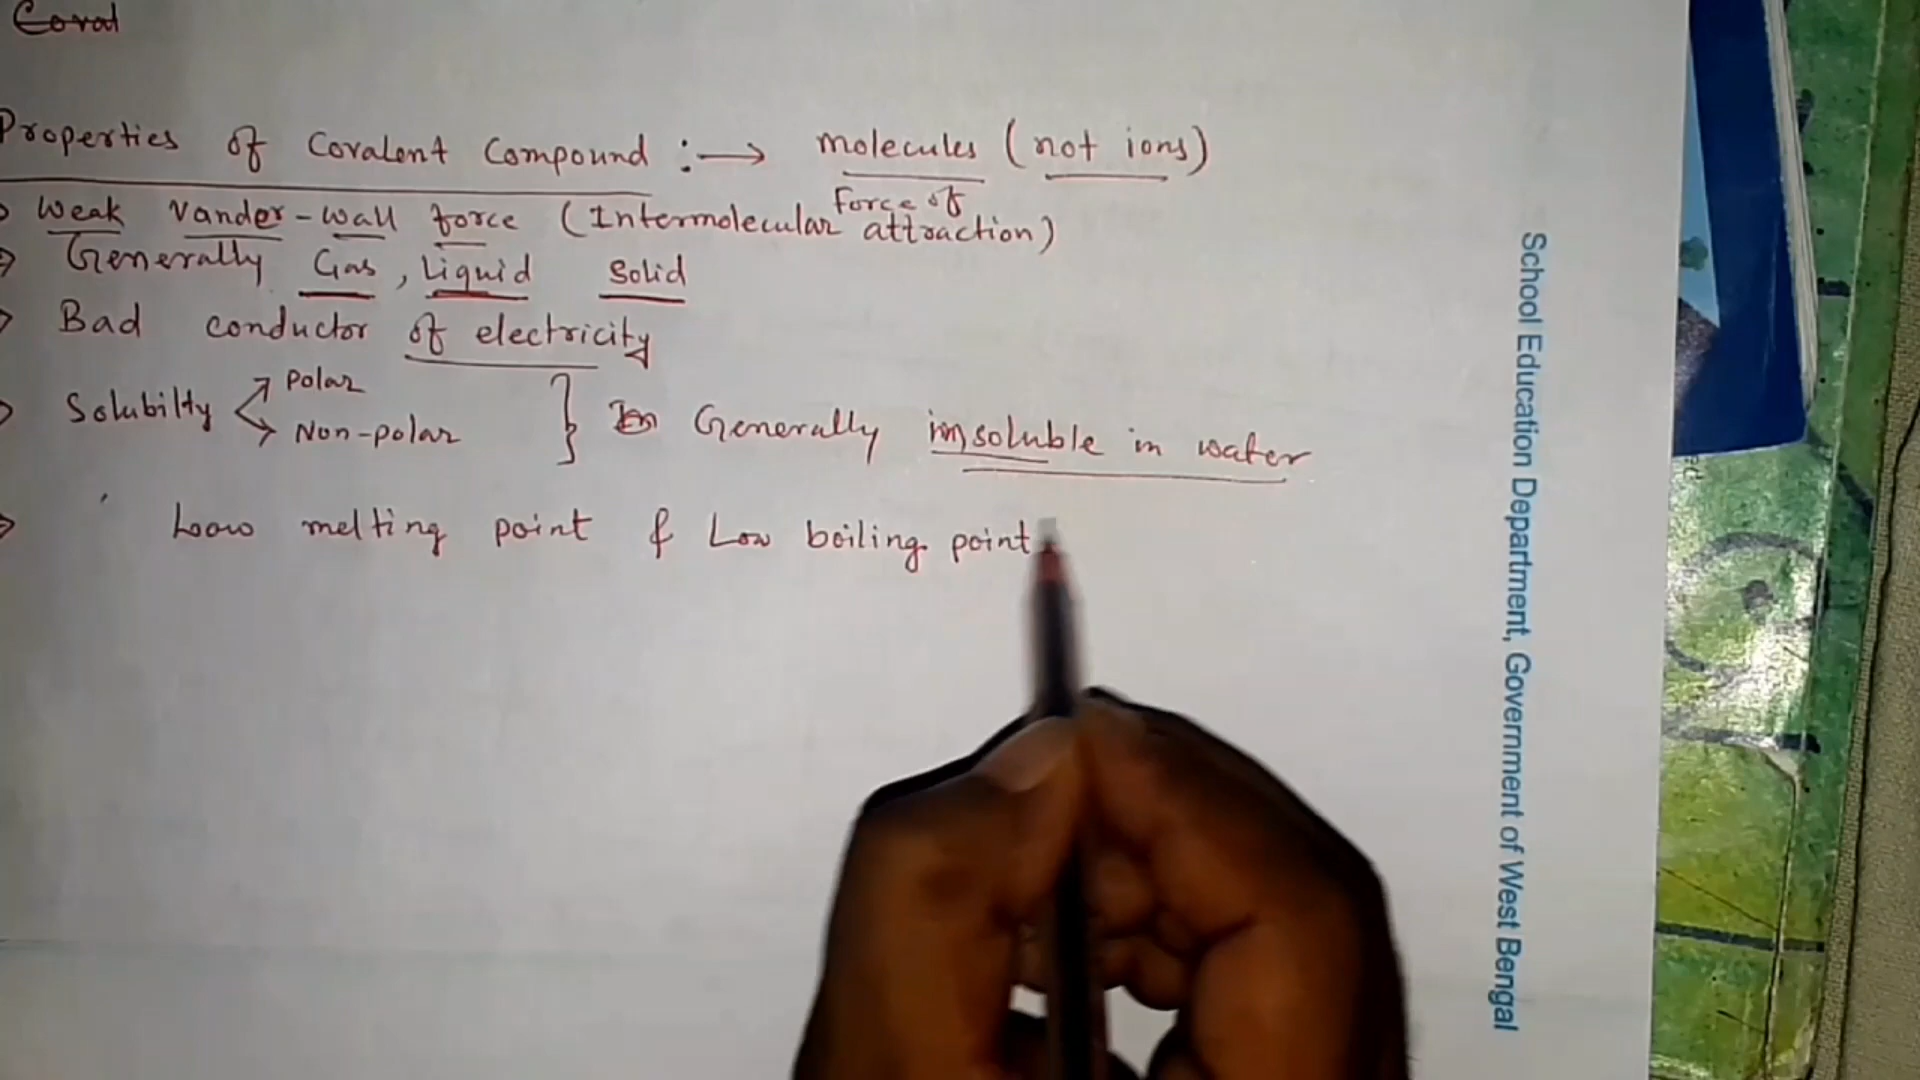 Coval
Properties of Covalent Compound :→ molecules (not ions)
Weak Vander-wall force (Intermolecular force of attraction)
Generally Gas, Liquid Solid
Bad conductor of electricity
Solubilty Polar
Non-polar
Generally insoluble in water
Low melting point & Low boiling point
School Education Department, Government of West Bengal